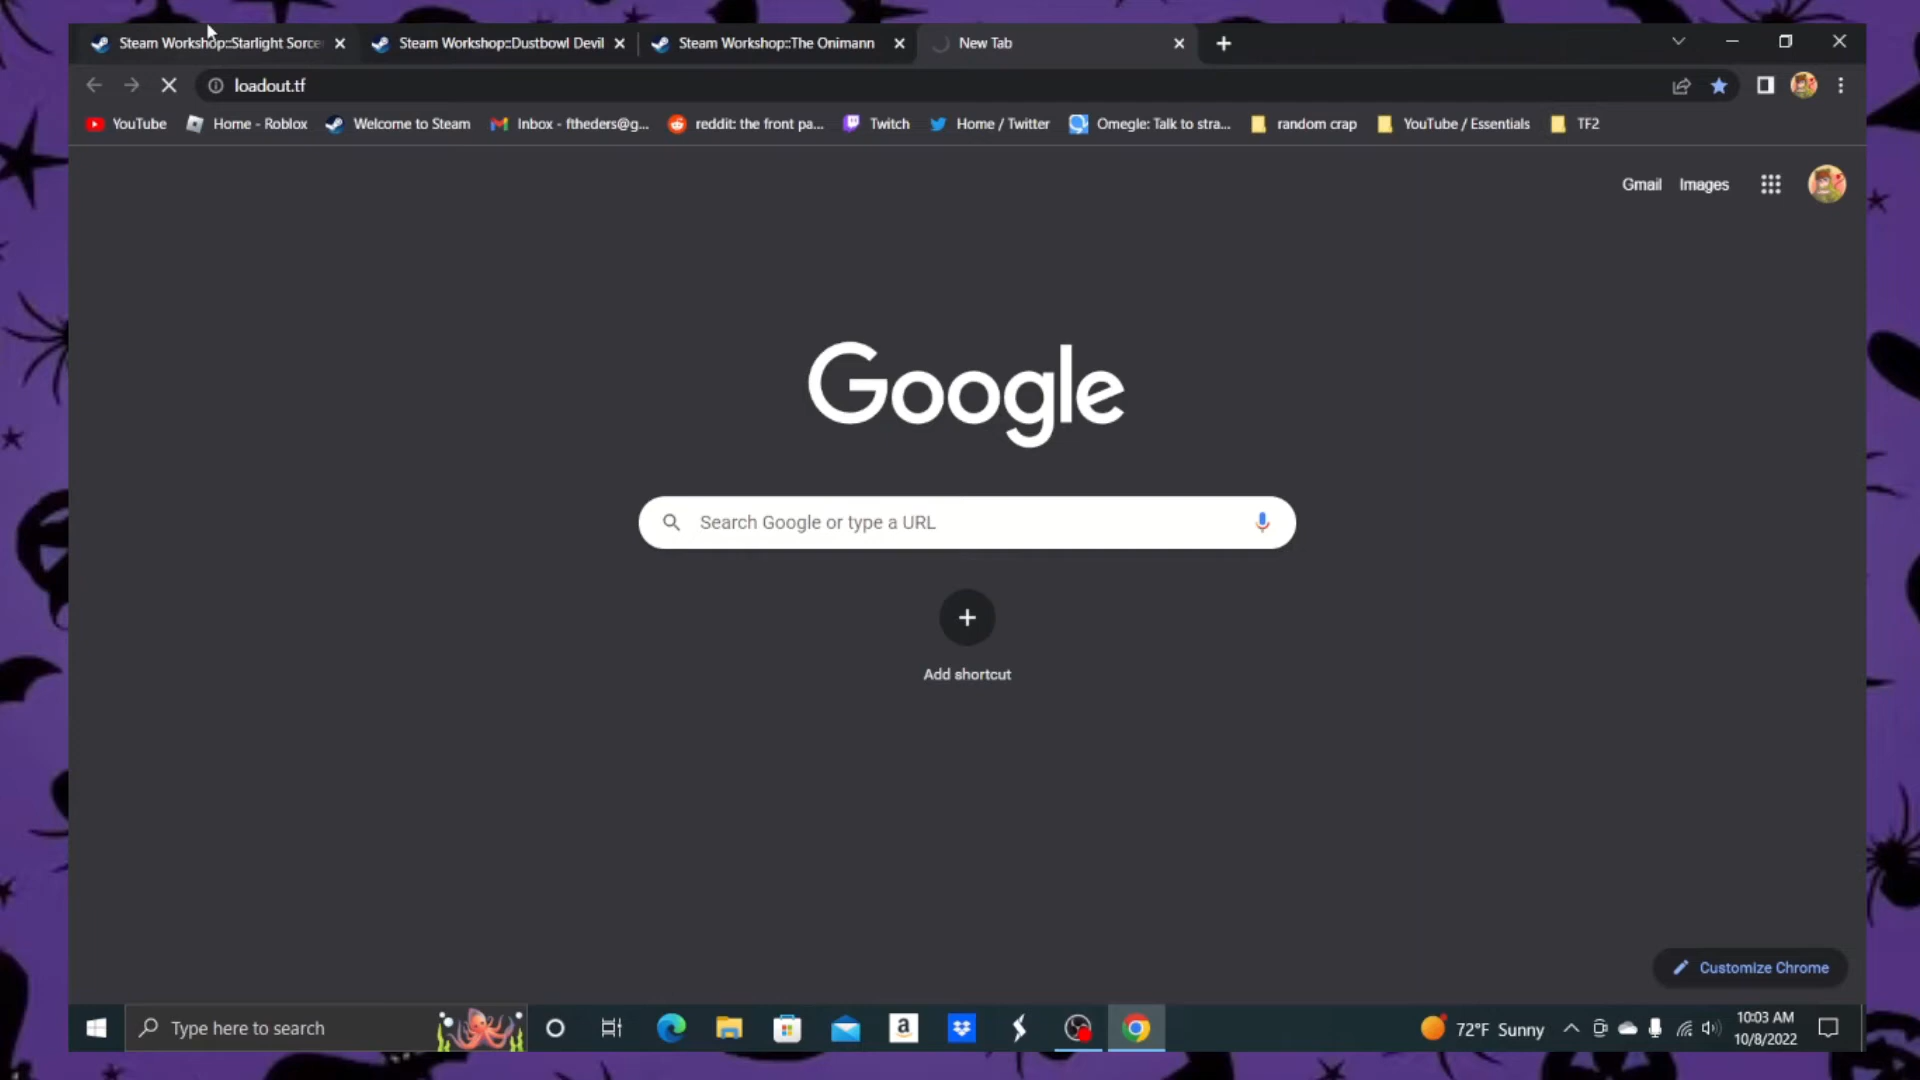 Steam Workshop::Starlight Sorce
Steam Workshop::Dustbowl Devil
Steam Workshop::The Onimann
New Tab
loadout.tf
YouTube
Home - Roblox
Welcome to Steam
Inbox - ftheders@g...
reddit: the front pa...
Twitch
Home / Twitter
Omegle: Talk to stra...
random crap
YouTube / Essentials
TF2
Gmail
Images
Google
Search Google or type a URL
Add shortcut
Customize Chrome
Type here to search
72°F Sunny
10:03 AM
10/8/2022